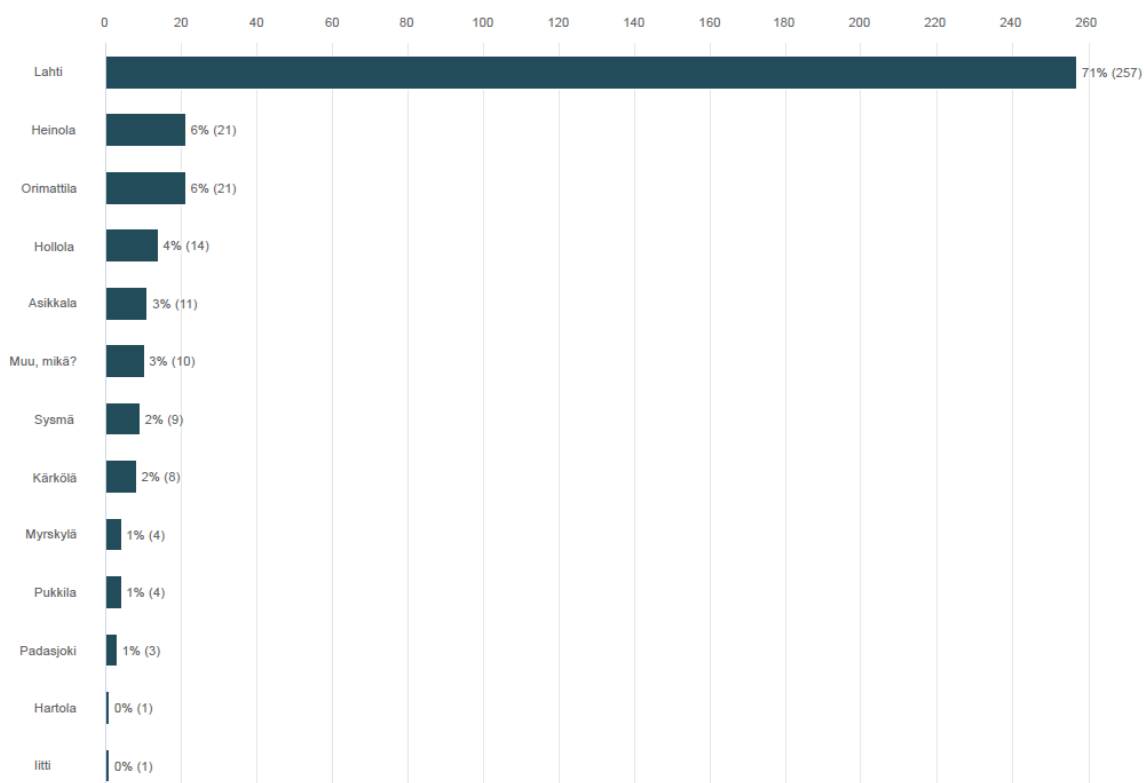 0 20 40 60 80 100 120 140 160 180 200 220 240 260
Lahti 71% (257)
Heinola 6% (21)
Orimattila 6% (21)
Hollola 4% (14)
Asikkala 3% (11)
Muu, mikä? 3% (10)
Sysmä 2% (9)
Kärkölä 2% (8)
Myrskylä 1% (4)
Pukkila 1% (4)
Padasjoki 1% (3)
Hartola 0% (1)
Iitti 0% (1)